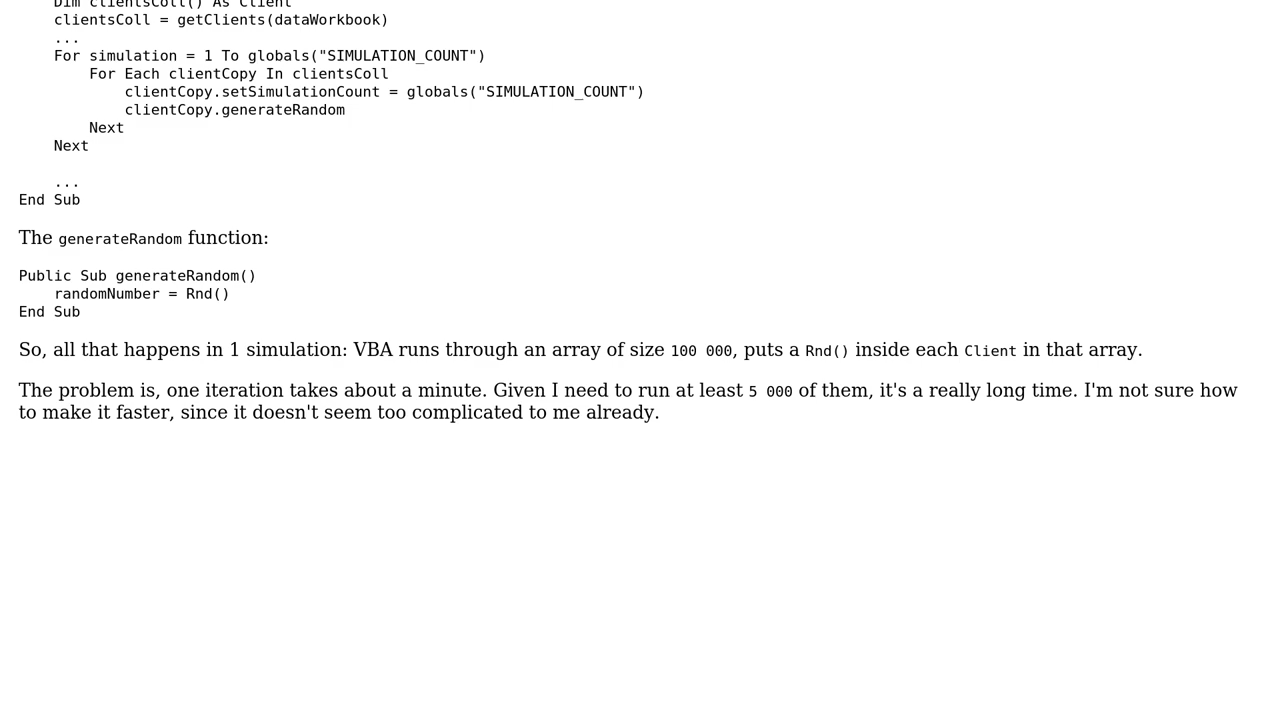 Dim clientsColl() As Client
clientsColl = getClients(dataWorkbook)
...
For simulation = 1 To globals("SIMULATION_COUNT")
For Each clientCopy In clientsColl
clientCopy.setSimulationCount = globals("SIMULATION_COUNT")
clientCopy.generateRandom
Next
Next
...
End Sub
The generateRandom function:
Public Sub generateRandom()
randomNumber = Rnd()
End Sub
So, all that happens in 1 simulation: VBA runs through an array of size 100 000, puts a Rnd() inside each Client in that array.
The problem is, one iteration takes about a minute. Given I need to run at least 5 000 of them, it's a really long time. I'm not sure how
to make it faster, since it doesn't seem too complicated to me already.